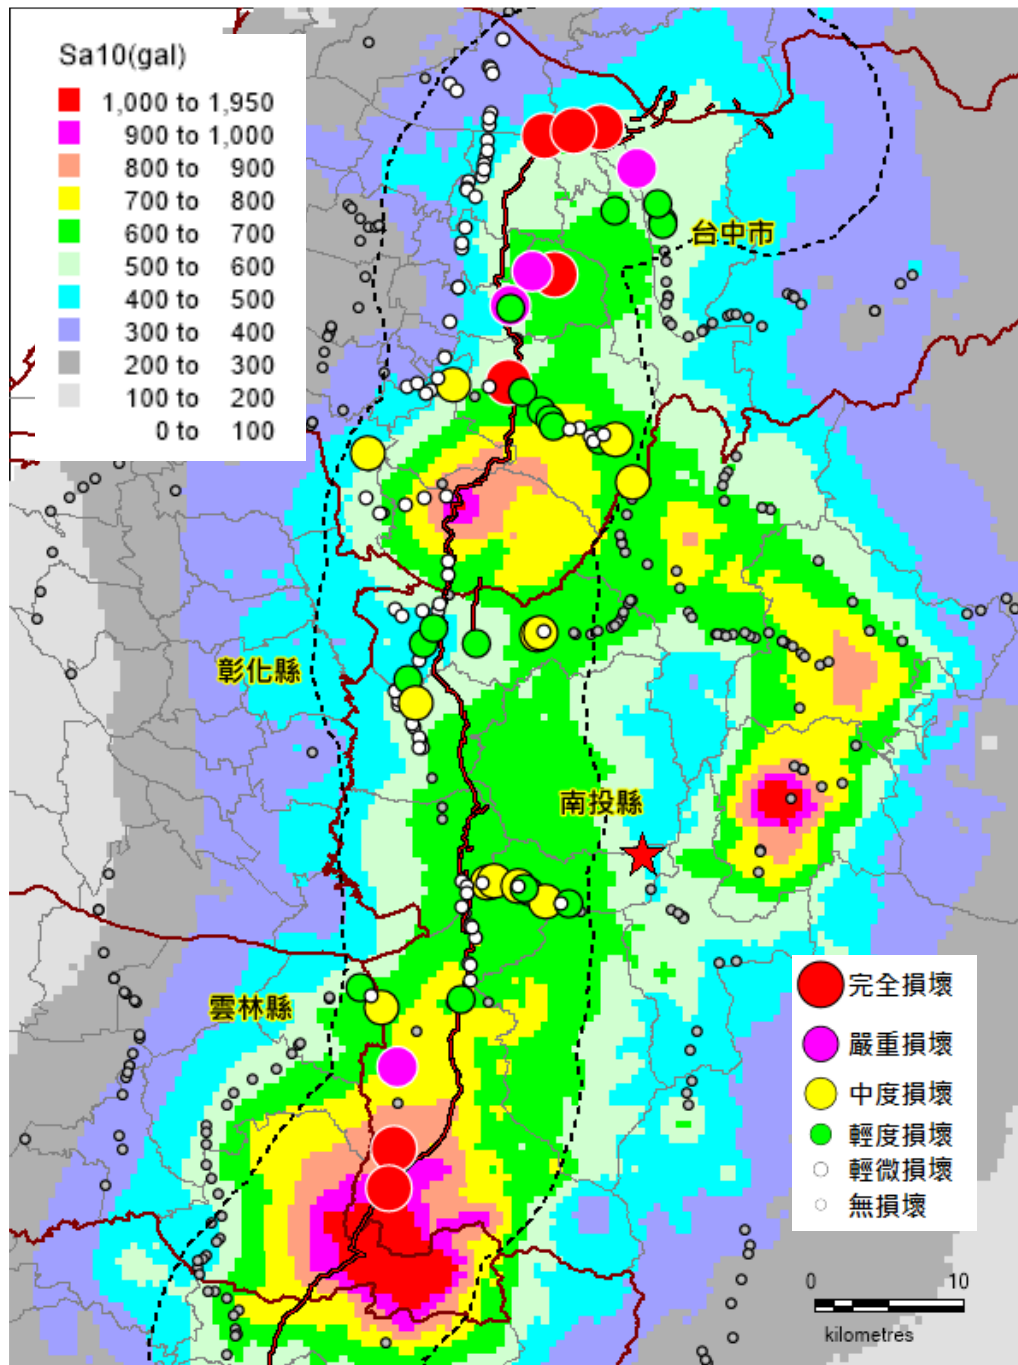 Sa10(gal)
1,000 to 1,950
900 to 1,000
800 to 900
700 to 800
600 to 700
500 to 600
400 to 500
300 to 400
200 to 300
100 to 200
0 to 100
台中市
彰化縣
南投縣
雲林縣
完全損壞
嚴重損壞
中度損壞
輕度損壞
輕微損壞
無損壞
0 10
kilometres